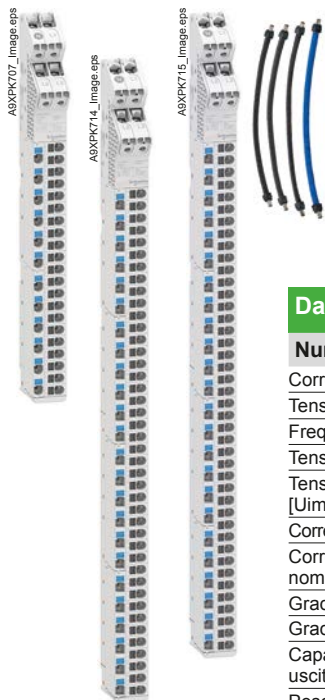 A9XPK707_Image.eps
A9XPK714_Image.eps
A9XPK715_Image.eps
Da
Nu
Corr
Tens
Freq
Tens
Tens
[Uim
Corre
Corr
nom
Grad
Grad
Capa
uscit